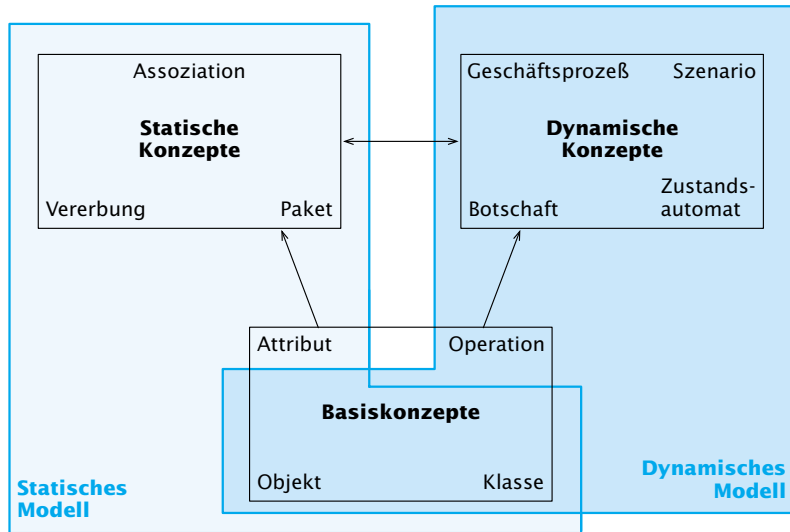 Assoziation
Statische
Konzepte
Vererbung Paket
Geschäftsprozeß Szenario
Dynamische
Konzepte
Botschaft Zustands-
automat
Attribut Operation
Basiskonzepte
Objekt Klasse
Statisches
Modell
Dynamisches
Modell